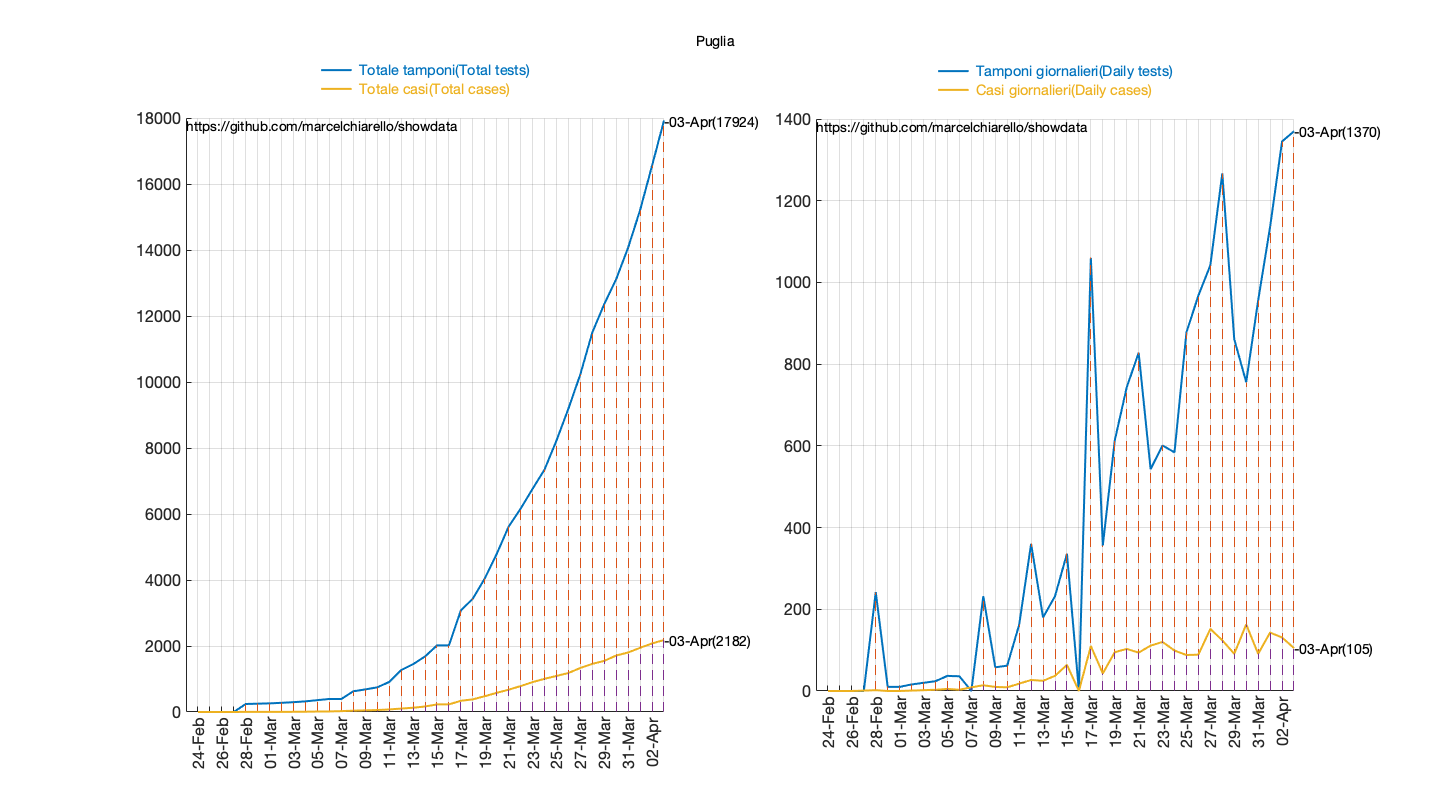 Puglia
Totale tamponi(Total tests)
Totale casi(Total cases)
18000
16000
14000
12000
10000
8000
6000
4000
2000
0
https://github.com/marcelchiarello/showdata
-03-Apr(17924)
-03-Apr(2182)
24-Feb
26-Feb
28-Feb
01-Mar
03-Mar
05-Mar
07-Mar
09-Mar
11-Mar
13-Mar
15-Mar
17-Mar
19-Mar
21-Mar
23-Mar
25-Mar
27-Mar
29-Mar
31-Mar
02-Apr
Tamponi giornalieri(Daily tests)
Casi giornalieri(Daily cases)
1400
1200
1000
800
600
400
200
0
https://github.com/marcelchiarello/showdata
-03-Apr(1370)
-03-Apr(105)
24-Feb
26-Feb
28-Feb
01-Mar
03-Mar
05-Mar
07-Mar
09-Mar
11-Mar
13-Mar
15-Mar
17-Mar
19-Mar
21-Mar
23-Mar
25-Mar
27-Mar
29-Mar
31-Mar
02-Apr